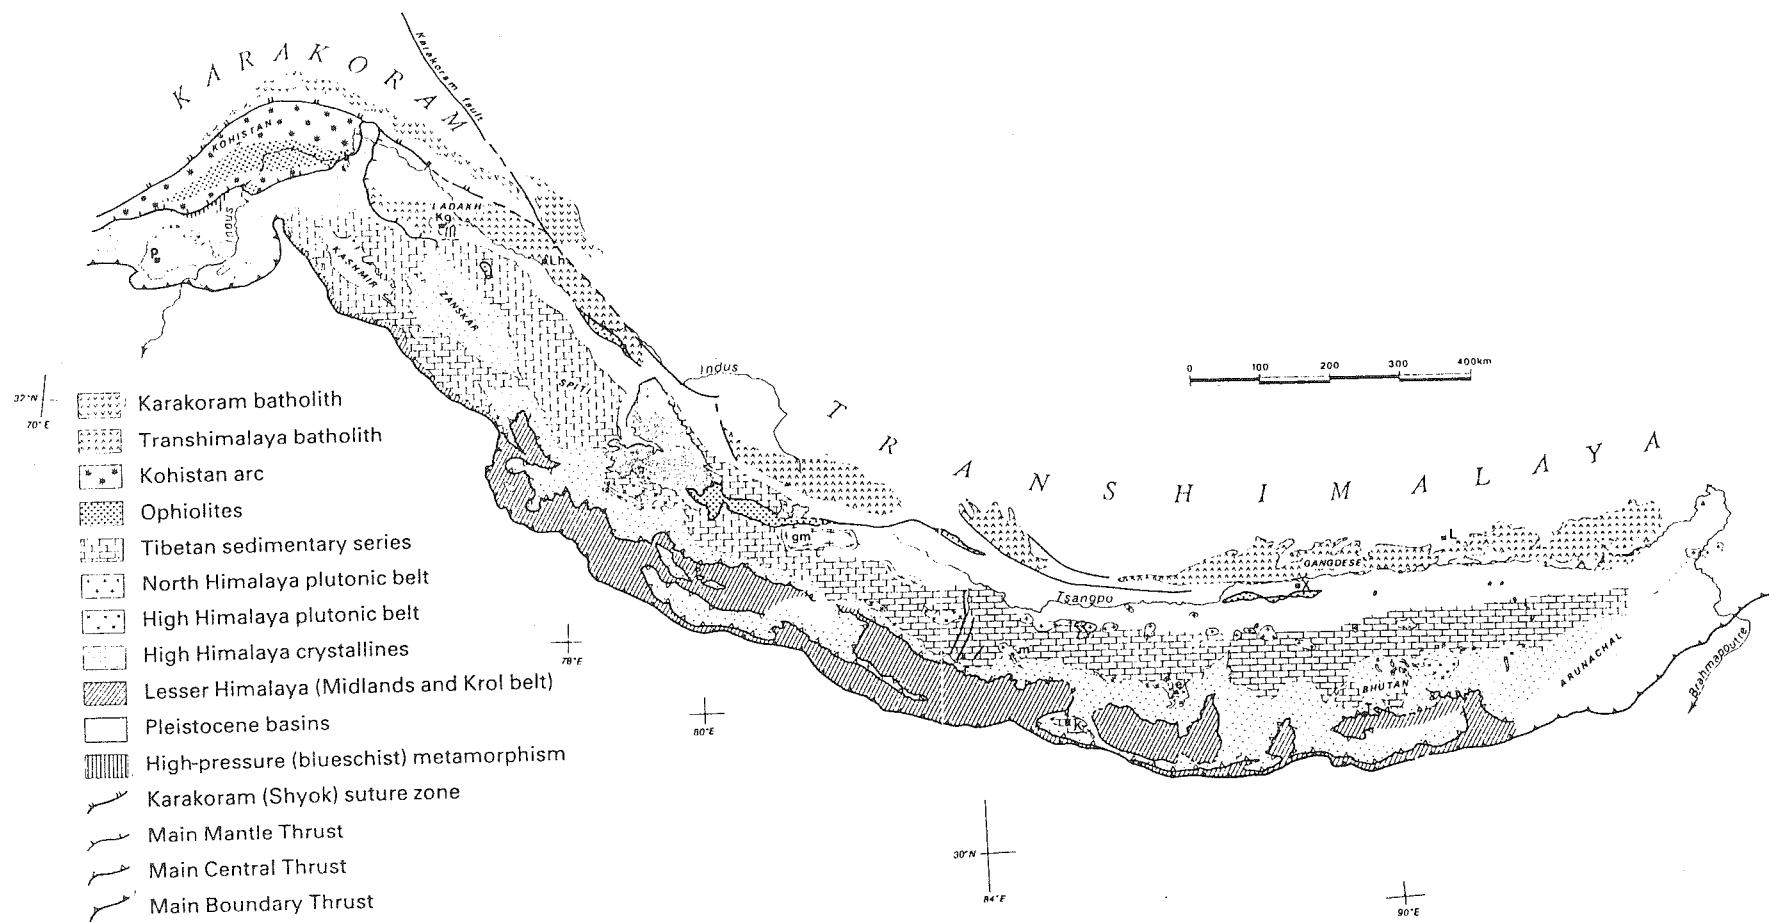 KARAKORAM
Karakoram fault
KOHISTAN
LADAKH
Kg
Indus
P
Lh
KASHMIR
ZANSKAR
SPITI
Indus
0 100 200 300 400km
TRANSHIMALAYA
32°N
70°E
Karakoram batholith
Transhimalaya batholith
Kohistan arc
Ophiolites
Tibetan sedimentary series
North Himalaya plutonic belt
High Himalaya plutonic belt
High Himalaya crystallines
Lesser Himalaya (Midlands and Krol belt)
Pleistocene basins
High-pressure (blueschist) metamorphism
Karakoram (Shyok) suture zone
Main Mantle Thrust
Main Central Thrust
Main Boundary Thrust
gm
L
GANGDESE
X
Tsangpo
m
e
K
BHUTAN
ARUNACHAL
Brahmapoutre
78°E
80°E
30°N
84°E
90°E